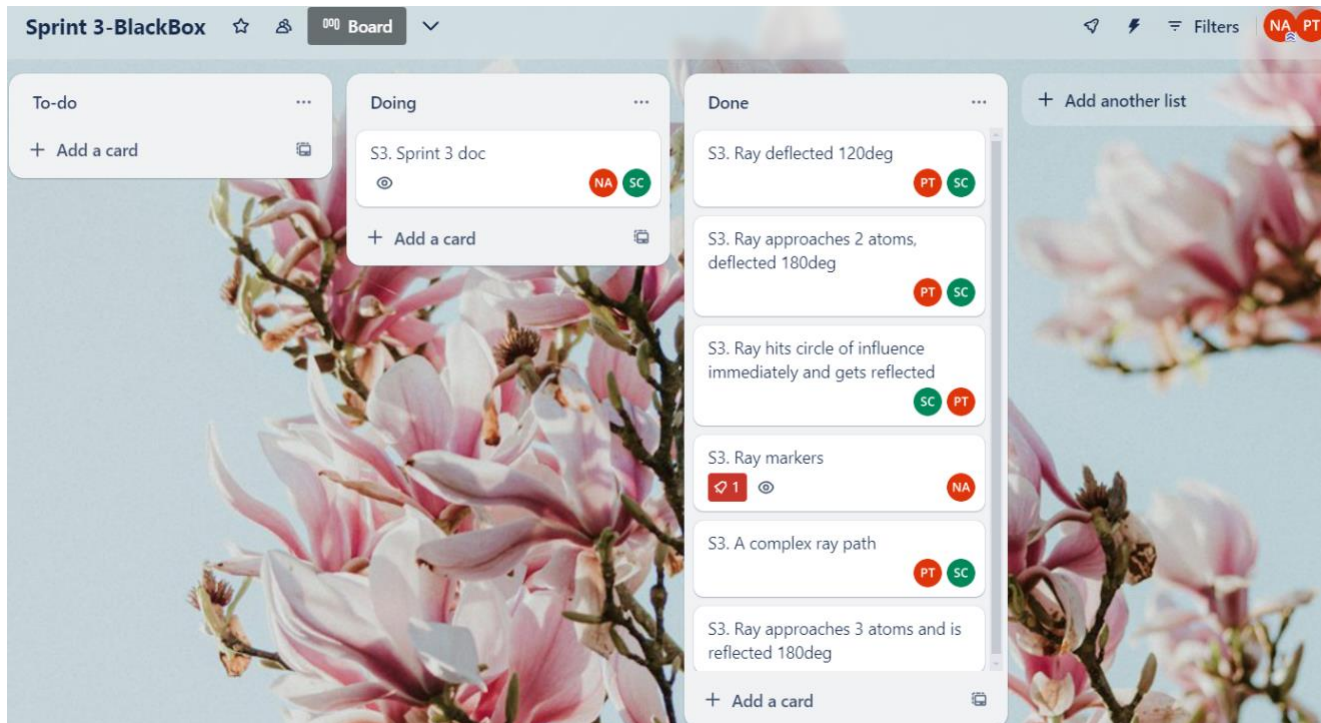 Sprint 3-BlackBox
Board
Filters
NA PT
To-do
+ Add a card
Doing
S3. Sprint 3 doc
NA SC
+ Add a card
Done
S3. Ray deflected 120deg
PT SC
S3. Ray approaches 2 atoms,
deflected 180deg
PT SC
S3. Ray hits circle of influence
immediately and gets reflected
SC PT
S3. Ray markers
1
NA
S3. A complex ray path
PT SC
S3. Ray approaches 3 atoms and is
reflected 180deg
+ Add a card
+ Add another list